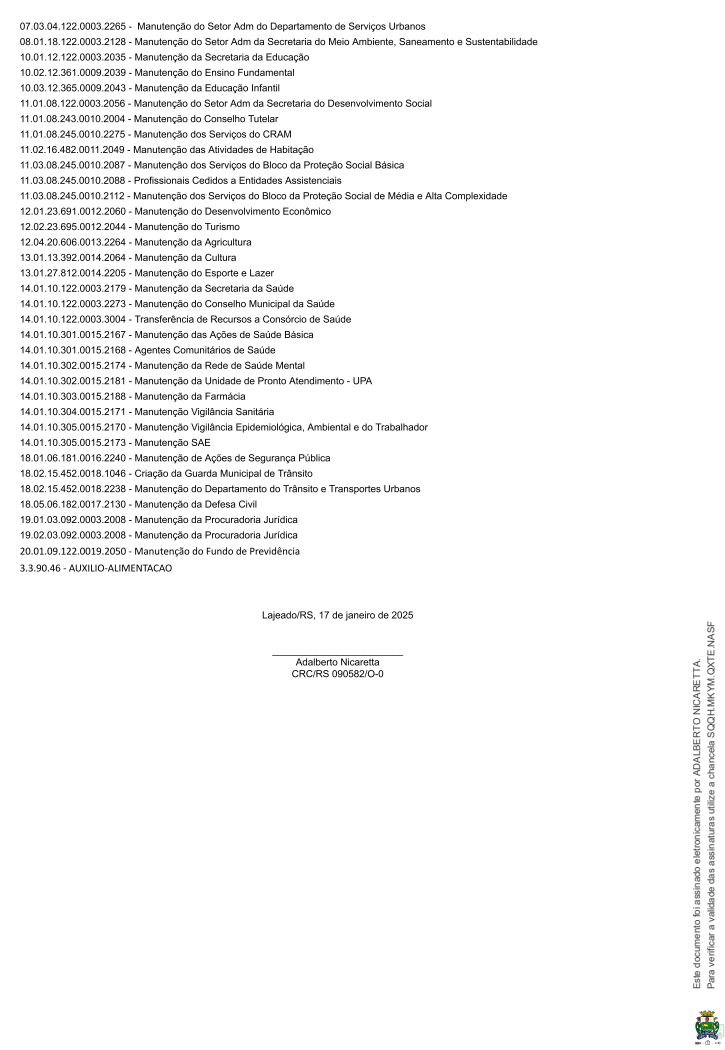 07.03.04.122.0003.2265 -  Manutenção do Setor Adm do Departamento de Serviços Urbanos
08.01.18.122.0003.2128 - Manutenção do Setor Adm da Secretaria do Meio Ambiente, Saneamento e Sustentabilidade
10.01.12.122.0003.2035 - Manutenção da Secretaria da Educação
10.02.12.361.0009.2039 - Manutenção do Ensino Fundamental
10.03.12.365.0009.2043 - Manutenção da Educação Infantil
11.01.08.122.0003.2056 - Manutenção do Setor Adm da Secretaria do Desenvolvimento Social
11.01.08.243.0010.2004 - Manutenção do Conselho Tutelar
11.01.08.245.0010.2275 - Manutenção dos Serviços do CRAM
11.02.16.482.0011.2049 - Manutenção das Atividades de Habitação
11.03.08.245.0010.2087 - Manutenção dos Serviços do Bloco da Proteção Social Básica
11.03.08.245.0010.2088 - Profissionais Cedidos a Entidades Assistenciais
11.03.08.245.0010.2112 - Manutenção dos Serviços do Bloco da Proteção Social de Média e Alta Complexidade
12.01.23.691.0012.2060 - Manutenção do Desenvolvimento Econômico
12.02.23.695.0012.2044 - Manutenção do Turismo
12.04.20.606.0013.2264 - Manutenção da Agricultura
13.01.13.392.0014.2064 - Manutenção da Cultura
13.01.27.812.0014.2205 - Manutenção do Esporte e Lazer
14.01.10.122.0003.2179 - Manutenção da Secretaria da Saúde
14.01.10.122.0003.2273 - Manutenção do Conselho Municipal da Saúde
14.01.10.122.0003.3004 - Transferência de Recursos a Consórcio de Saúde
14.01.10.301.0015.2167 - Manutenção das Ações de Saúde Básica
14.01.10.301.0015.2168 - Agentes Comunitários de Saúde
14.01.10.302.0015.2174 - Manutenção da Rede de Saúde Mental
14.01.10.302.0015.2181 - Manutenção da Unidade de Pronto Atendimento - UPA
14.01.10.303.0015.2188 - Manutenção da Farmácia
14.01.10.304.0015.2171 - Manutenção Vigilância Sanitária
14.01.10.305.0015.2170 - Manutenção Vigilância Epidemiológica, Ambiental e do Trabalhador
14.01.10.305.0015.2173 - Manutenção SAE
18.01.06.181.0016.2240 - Manutenção de Ações de Segurança Pública
18.02.15.452.0018.1046 - Criação da Guarda Municipal de Trânsito
18.02.15.452.0018.2238 - Manutenção do Departamento do Trânsito e Transportes Urbanos
18.05.06.182.0017.2130 - Manutenção da Defesa Civil
19.01.03.092.0003.2008 - Manutenção da Procuradoria Jurídica
19.02.03.092.0003.2008 - Manutenção da Procuradoria Jurídica
20.01.09.122.0019.2050 - Manutenção do Fundo de Previdência
3.3.90.46 - AUXILIO-ALIMENTACAO
Lajeado/RS, 17 de janeiro de 2025
Adalberto Nicaretta
CRC/RS 090582/O-0
Este documento foi assinado eletronicamente por ADALBERTO NICARETTA.
Para verificar a validade das assinaturas utilize a chancela SQQH.MKYM.QXTE.NASF